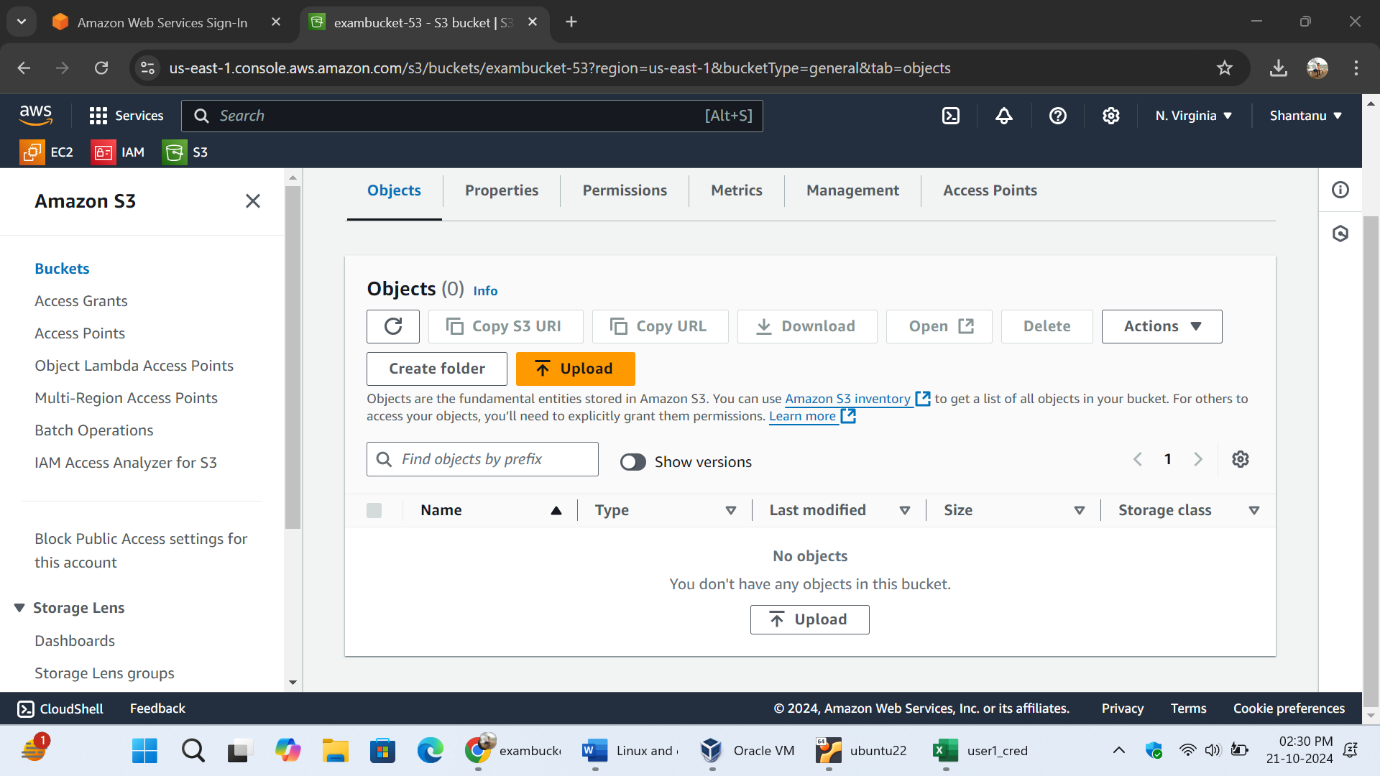 Amazon Web Services Sign-In
exambucket-53 - S3 bucket | S3
us-east-1.console.aws.amazon.com/s3/buckets/exambucket-53?region=us-east-1&bucketType=general&tab=objects
aws Services Search [Alt+S] N. Virginia Shantanu
EC2 IAM S3
Amazon S3
Buckets
Access Grants
Access Points
Object Lambda Access Points
Multi-Region Access Points
Batch Operations
IAM Access Analyzer for S3
Block Public Access settings for
this account
Storage Lens
Dashboards
Storage Lens groups
Objects Properties Permissions Metrics Management Access Points
Objects (0) Info
Copy S3 URI Copy URL Download Open Delete Actions
Create folder Upload
Objects are the fundamental entities stored in Amazon S3. You can use Amazon S3 inventory to get a list of all objects in your bucket. For others to
access your objects, you'll need to explicitly grant them permissions. Learn more
Find objects by prefix Show versions 1
Name Type Last modified Size Storage class
No objects
You don't have any objects in this bucket.
Upload
CloudShell Feedback © 2024, Amazon Web Services, Inc. or its affiliates. Privacy Terms Cookie preferences
1 exambuck Linux and Oracle VM 64 ubuntu22 user1_cred 02:30 PM
21-10-2024